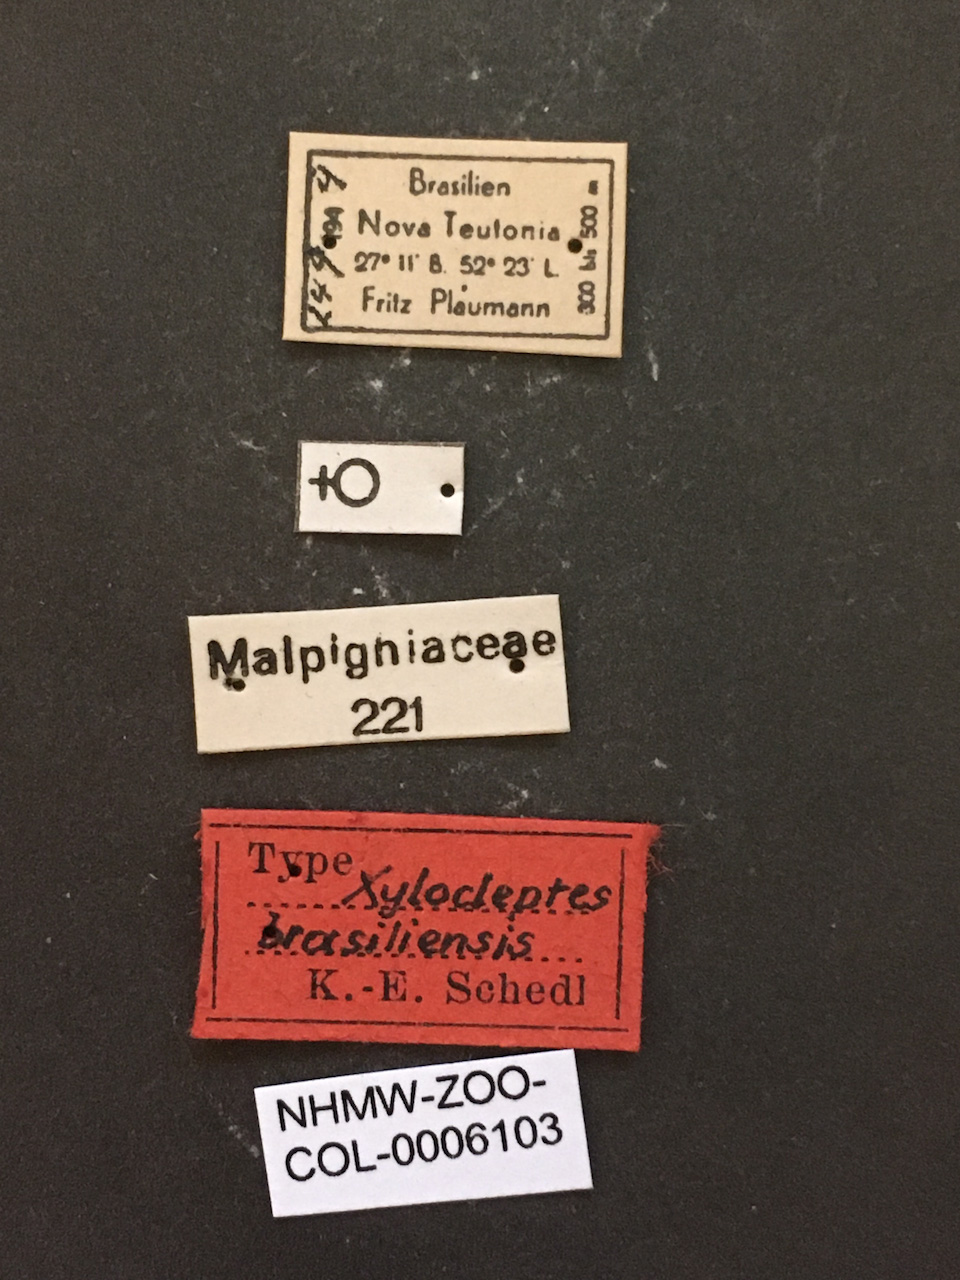 Brasilien
Nova Teutonia
27° 11' B. 52° 23' L.
Fritz Plaumann
194
300 bis 500 m
♀
Malpighiaceae
221
Type
Xylocleptes
brasiliensis
K.-E. Schedl
NHMW-ZOO-
COL-0006103